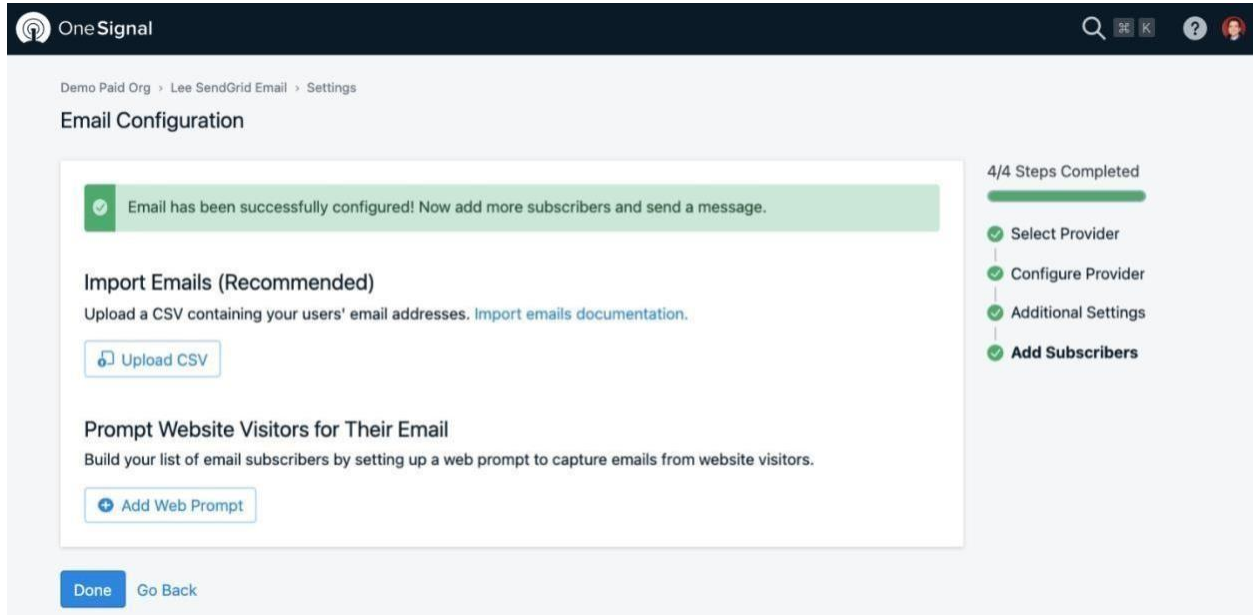 OneSignal
⌘ K
?
Demo Paid Org › Lee SendGrid Email › Settings
Email Configuration
Email has been successfully configured! Now add more subscribers and send a message.
Import Emails (Recommended)
Upload a CSV containing your users' email addresses. Import emails documentation.
Upload CSV
Prompt Website Visitors for Their Email
Build your list of email subscribers by setting up a web prompt to capture emails from website visitors.
Add Web Prompt
Done Go Back
4/4 Steps Completed
Select Provider
Configure Provider
Additional Settings
Add Subscribers